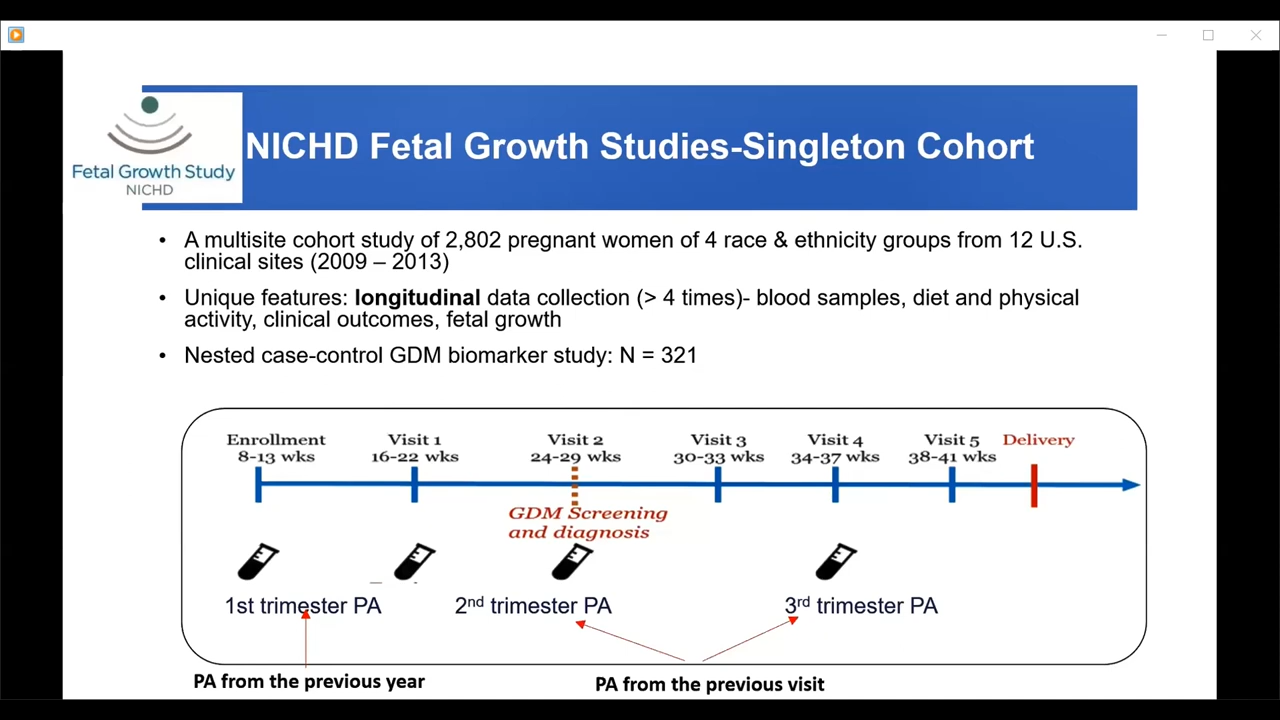 NICHD Fetal Growth Studies-Singleton Cohort
Fetal Growth Study
NICHD
• A multisite cohort study of 2,802 pregnant women of 4 race & ethnicity groups from 12 U.S.
clinical sites (2009 – 2013)
• Unique features: longitudinal data collection (> 4 times)- blood samples, diet and physical
activity, clinical outcomes, fetal growth
• Nested case-control GDM biomarker study: N = 321
Enrollment
8-13 wks
Visit 1
16-22 wks
Visit 2
24-29 wks
Visit 3
30-33 wks
Visit 4
34-37 wks
Visit 5
38-41 wks
Delivery
GDM Screening
and diagnosis
1st trimester PA
2nd trimester PA
3rd trimester PA
PA from the previous year
PA from the previous visit